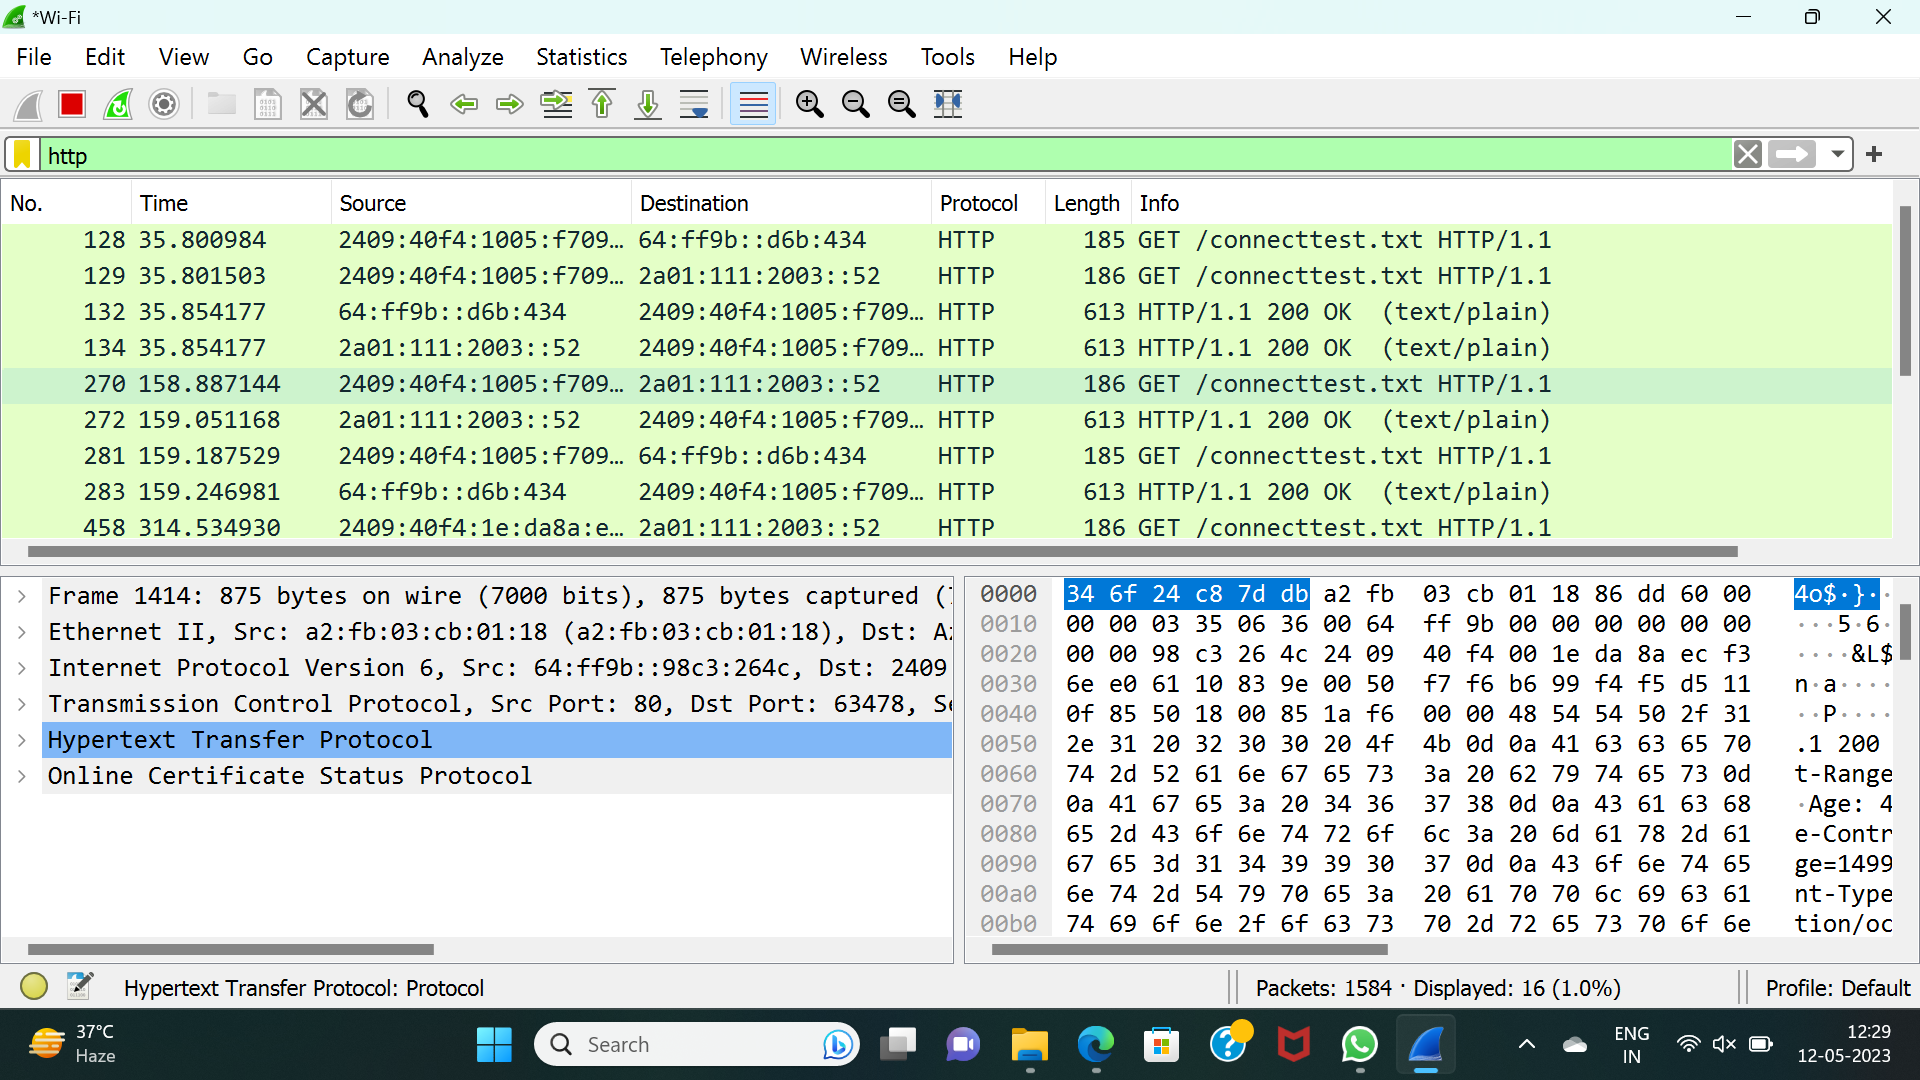 *Wi-Fi
File Edit View Go Capture Analyze Statistics Telephony Wireless Tools Help
http
No. Time Source Destination Protocol Length Info
128 35.800984 2409:40f4:1005:f709… 64:ff9b::d6b:434 HTTP 185 GET /connecttest.txt HTTP/1.1
129 35.801503 2409:40f4:1005:f709… 2a01:111:2003::52 HTTP 186 GET /connecttest.txt HTTP/1.1
132 35.854177 64:ff9b::d6b:434 2409:40f4:1005:f709… HTTP 613 HTTP/1.1 200 OK (text/plain)
134 35.854177 2a01:111:2003::52 2409:40f4:1005:f709… HTTP 613 HTTP/1.1 200 OK (text/plain)
270 158.887144 2409:40f4:1005:f709… 2a01:111:2003::52 HTTP 186 GET /connecttest.txt HTTP/1.1
272 159.051168 2a01:111:2003::52 2409:40f4:1005:f709… HTTP 613 HTTP/1.1 200 OK (text/plain)
281 159.187529 2409:40f4:1005:f709… 64:ff9b::d6b:434 HTTP 185 GET /connecttest.txt HTTP/1.1
283 159.246981 64:ff9b::d6b:434 2409:40f4:1005:f709… HTTP 613 HTTP/1.1 200 OK (text/plain)
458 314.534930 2409:40f4:1e:da8a:e… 2a01:111:2003::52 HTTP 186 GET /connecttest.txt HTTP/1.1
Frame 1414: 875 bytes on wire (7000 bits), 875 bytes captured (
Ethernet II, Src: a2:fb:03:cb:01:18 (a2:fb:03:cb:01:18), Dst:
Internet Protocol Version 6, Src: 64:ff9b::98c3:264c, Dst: 2409
Transmission Control Protocol, Src Port: 80, Dst Port: 63478,
Hypertext Transfer Protocol
Online Certificate Status Protocol
0000 34 6f 24 c8 7d db a2 fb 03 cb 01 18 86 dd 60 00 4o$·}··
0010 00 00 03 35 06 36 00 64 ff 9b 00 00 00 00 00 00 ···5·6·
0020 00 00 98 c3 26 4c 24 09 40 f4 00 1e da 8a ec f3 ····&L$
0030 6e e0 61 10 83 9e 00 50 f7 f6 b6 99 f4 f5 d5 11 n·a····
0040 0f 85 50 18 00 85 1a f6 00 00 48 54 54 50 2f 31 ··P····
0050 2e 31 20 32 30 30 20 4f 4b 0d 0a 41 63 63 65 70 .1 200
0060 74 2d 52 61 6e 67 65 73 3a 20 62 79 74 65 73 0d t-Range
0070 0a 41 67 65 3a 20 34 36 37 38 0d 0a 43 61 63 68 ·Age: 4
0080 65 2d 43 6f 6e 74 72 6f 6c 3a 20 6d 61 78 2d 61 e-Contr
0090 67 65 3d 31 34 39 39 30 37 0d 0a 43 6f 6e 74 65 ge=1499
00a0 6e 74 2d 54 79 70 65 3a 20 61 70 70 6c 69 63 61 nt-Type
00b0 74 69 6f 6e 2f 6f 63 73 70 2d 72 65 73 70 6f 6e tion/oc
Hypertext Transfer Protocol: Protocol
Packets: 1584 · Displayed: 16 (1.0%)
Profile: Default
37°C
Haze
Search
ENG
IN
12:29
12-05-2023